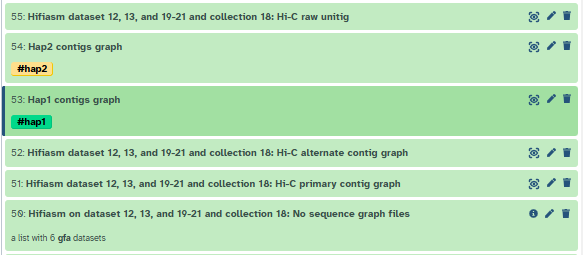 55: Hifiasm dataset 12, 13, and 19-21 and collection 18: Hi-C raw unitig
54: Hap2 contigs graph
#hap2
53: Hap1 contigs graph
#hap1
52: Hifiasm dataset 12, 13, and 19-21 and collection 18: Hi-C alternate contig graph
51: Hifiasm dataset 12, 13, and 19-21 and collection 18: Hi-C primary contig graph
50: Hifiasm on dataset 12, 13, and 19-21 and collection 18: No sequence graph files
a list with 6 gfa datasets